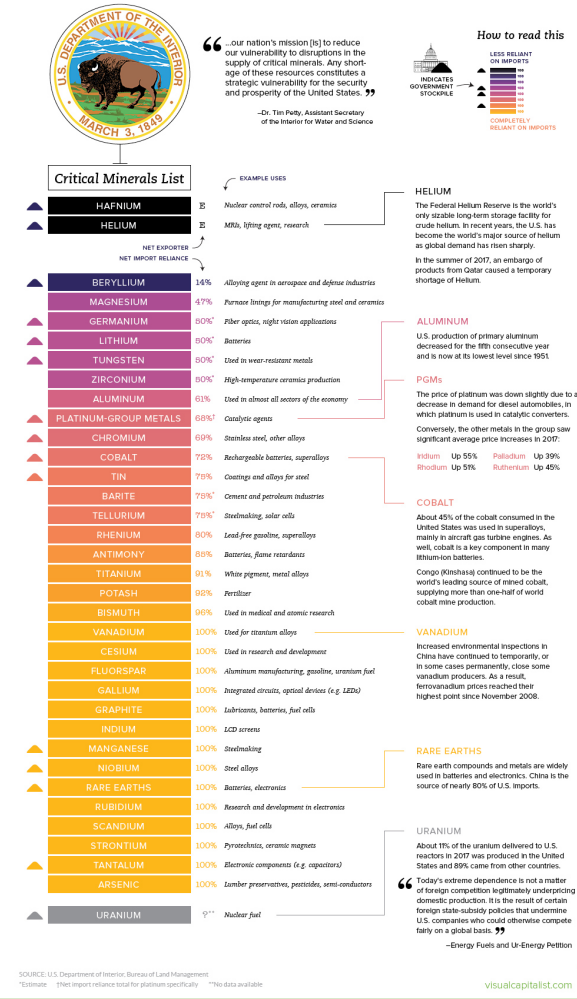 U.S. DEPARTMENT OF THE INTERIOR
MARCH 3, 1849
“ ...our nation's mission [is] to reduce
our vulnerability to disruptions in the
supply of critical minerals. Any short-
age of these resources constitutes a
strategic vulnerability for the security
and prosperity of the United States. ”
–Dr. Tim Petty, Assistant Secretary
of the Interior for Water and Science
How to read this
LESS RELIANT
ON IMPORTS
INDICATES
GOVERNMENT
STOCKPILE
COMPLETELY
RELIANT ON IMPORTS
Critical Minerals List
EXAMPLE USES
HAFNIUM E Nuclear control rods, alloys, ceramics
HELIUM E MRIs, lifting agent, research
NET EXPORTER
NET IMPORT RELIANCE
BERYLLIUM 14% Alloying agent in aerospace and defense industries
MAGNESIUM 47% Furnace linings for manufacturing steel and ceramics
GERMANIUM 50%* Fiber optics, night vision applications
LITHIUM 50%* Batteries
TUNGSTEN 50%* Used in wear-resistant metals
ZIRCONIUM 50%* High-temperature ceramics production
ALUMINUM 61% Used in almost all sectors of the economy
PLATINUM-GROUP METALS 68%† Catalytic agents
CHROMIUM 69% Stainless steel, other alloys
COBALT 72% Rechargeable batteries, superalloys
TIN 75% Coatings and alloys for steel
BARITE 75%* Cement and petroleum industries
TELLURIUM 75%* Steelmaking, solar cells
RHENIUM 80% Lead-free gasoline, superalloys
ANTIMONY 85% Batteries, flame retardants
TITANIUM 91% White pigment, metal alloys
POTASH 92% Fertilizer
BISMUTH 96% Used in medical and atomic research
VANADIUM 100% Used for titanium alloys
CESIUM 100% Used in research and development
FLUORSPAR 100% Aluminum manufacturing, gasoline, uranium fuel
GALLIUM 100% Integrated circuits, optical devices (e.g. LEDs)
GRAPHITE 100% Lubricants, batteries, fuel cells
INDIUM 100% LCD screens
MANGANESE 100% Steelmaking
NIOBIUM 100% Steel alloys
RARE EARTHS 100% Batteries, electronics
RUBIDIUM 100% Research and development in electronics
SCANDIUM 100% Alloys, fuel cells
STRONTIUM 100% Pyrotechnics, ceramic magnets
TANTALUM 100% Electronic components (e.g. capacitors)
ARSENIC 100% Lumber preservatives, pesticides, semi-conductors
URANIUM ?** Nuclear fuel
HELIUM
The Federal Helium Reserve is the world's
only sizable long-term storage facility for
crude helium. In recent years, the U.S. has
become the world's major source of helium
as global demand has risen sharply.
In the summer of 2017, an embargo of
products from Qatar caused a temporary
shortage of Helium.
ALUMINUM
U.S. production of primary aluminum
decreased for the fifth consecutive year
and is now at its lowest level since 1951.
PGMs
The price of platinum was down slightly due to a
decrease in demand for diesel automobiles, in
which platinum is used in catalytic converters.
Conversely, the other metals in the group saw
significant average price increases in 2017:
Iridium Up 55% Palladium Up 39%
Rhodium Up 51% Ruthenium Up 45%
COBALT
About 45% of the cobalt consumed in the
United States was used in superalloys,
mainly in aircraft gas turbine engines. As
well, cobalt is a key component in many
lithium-ion batteries.
Congo (Kinshasa) continued to be the
world's leading source of mined cobalt,
supplying more than one-half of world
cobalt mine production.
VANADIUM
Increased environmental inspections in
China have continued to temporarily, or
in some cases permanently, close some
vanadium producers. As a result,
ferrovanadium prices reached their
highest point since November 2008.
RARE EARTHS
Rare earth compounds and metals are widely
used in batteries and electronics. China is the
source of nearly 80% of U.S. imports.
URANIUM
About 11% of the uranium delivered to U.S.
reactors in 2017 was produced in the United
States and 89% came from other countries.
“ Today's extreme dependence is not a matter
of foreign competition legitimately underpricing
domestic production. It is the result of certain
foreign state-subsidy policies that undermine
U.S. companies who could otherwise compete
fairly on a global basis. ”
–Energy Fuels and Ur-Energy Petition
SOURCE: U.S. Department of Interior, Bureau of Land Management
*Estimate †Net import reliance total for platinum specifically **No data available
visualcapitalist.com